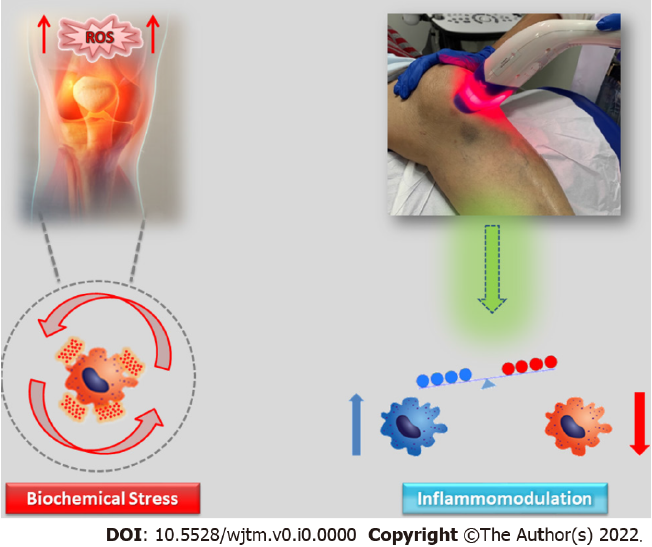 ROS
Biochemical Stress
Inflammomodulation
DOI: 10.5528/wjtm.v0.i0.0000 Copyright ©The Author(s) 2022.